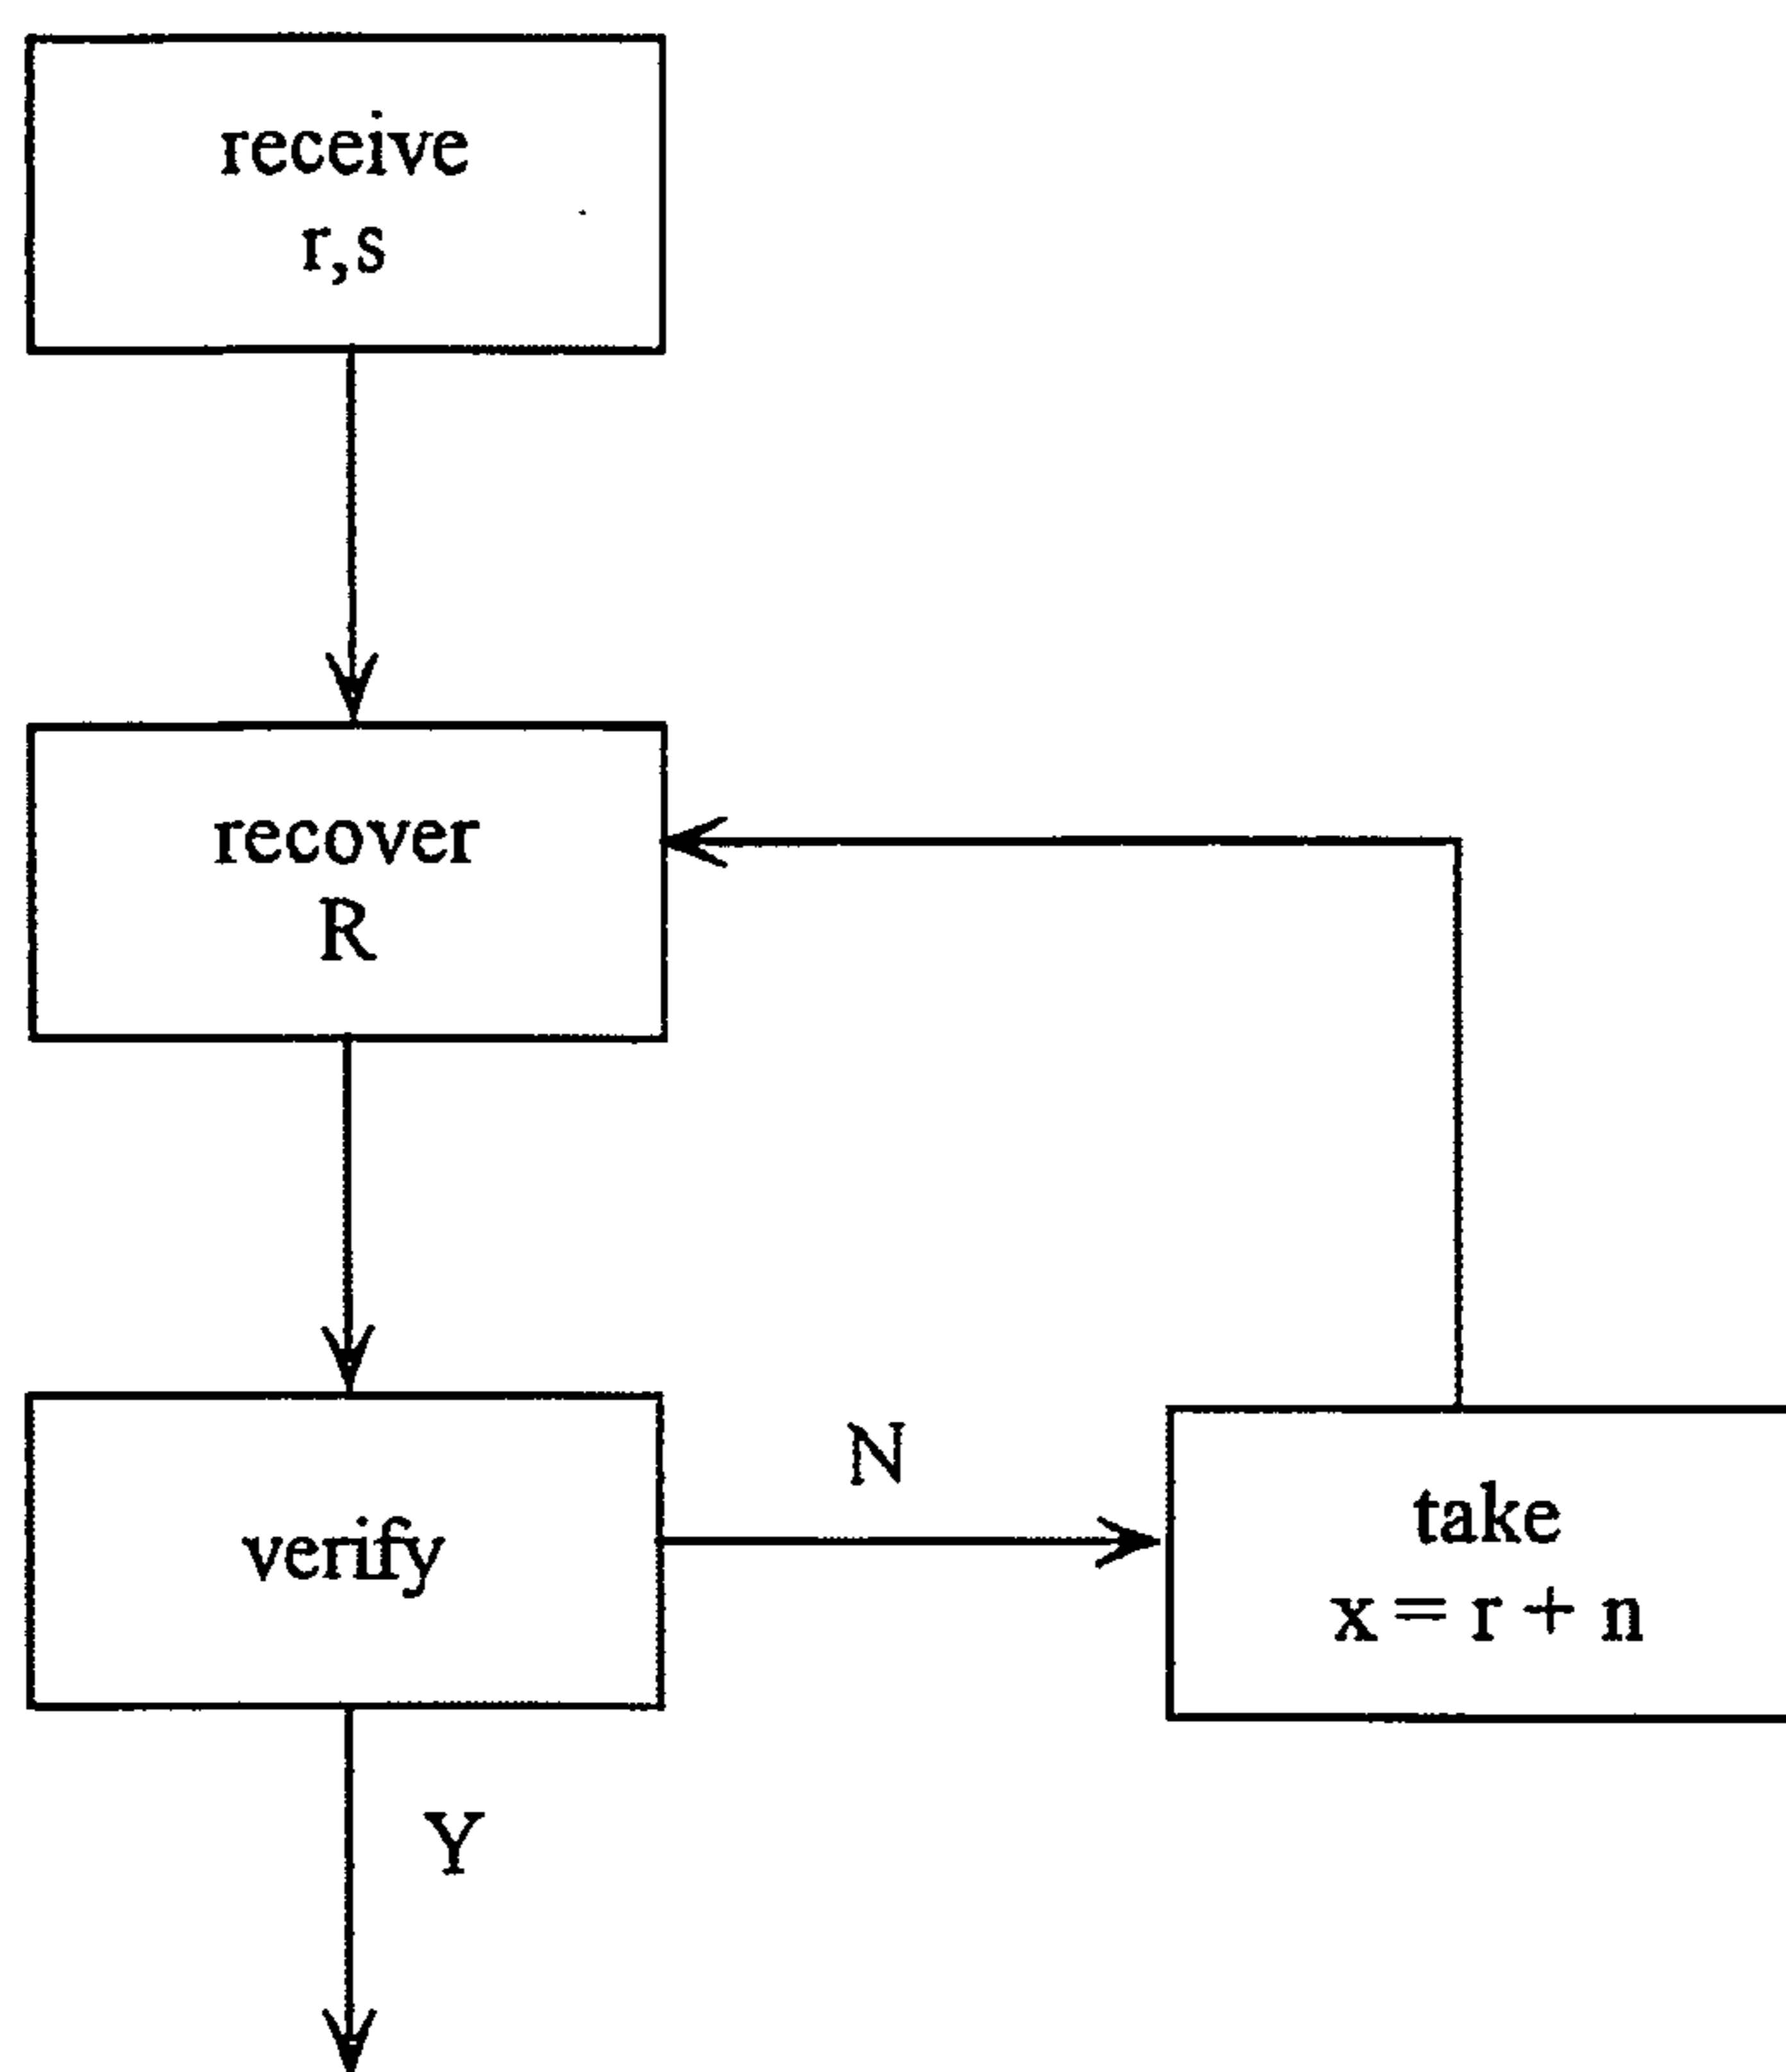 receive
r,s
recover
R
verify
N
take
x = r + n
Y